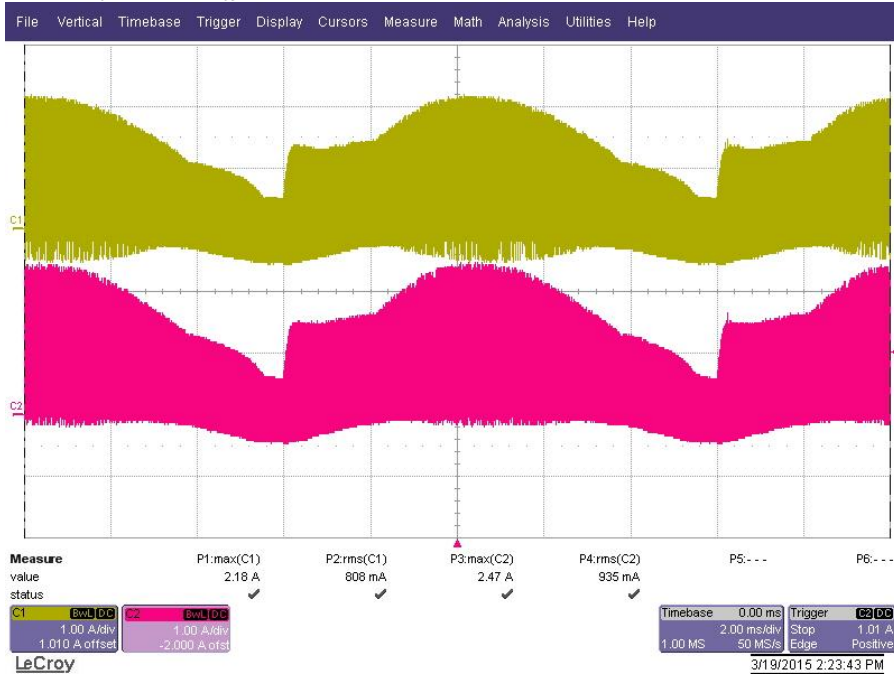 File Vertical Timebase Trigger Display Cursors Measure Math Analysis Utilities Help
C1
C2
Measure P1:max(C1) P2:rms(C1) P3:max(C2) P4:rms(C2) P5:--- P6:---
value 2.18 A 808 mA 2.47 A 935 mA
status
C1 BwL DC C2 BwL DC Timebase 0.00 ms Trigger C2 DC
1.00 A/div 1.00 A/div 2.00 ms/div Stop 1.01 A
1.010 A offset -2.000 A ofst 1.00 MS 50 MS/s Edge Positive
LeCroy 3/19/2015 2:23:43 PM